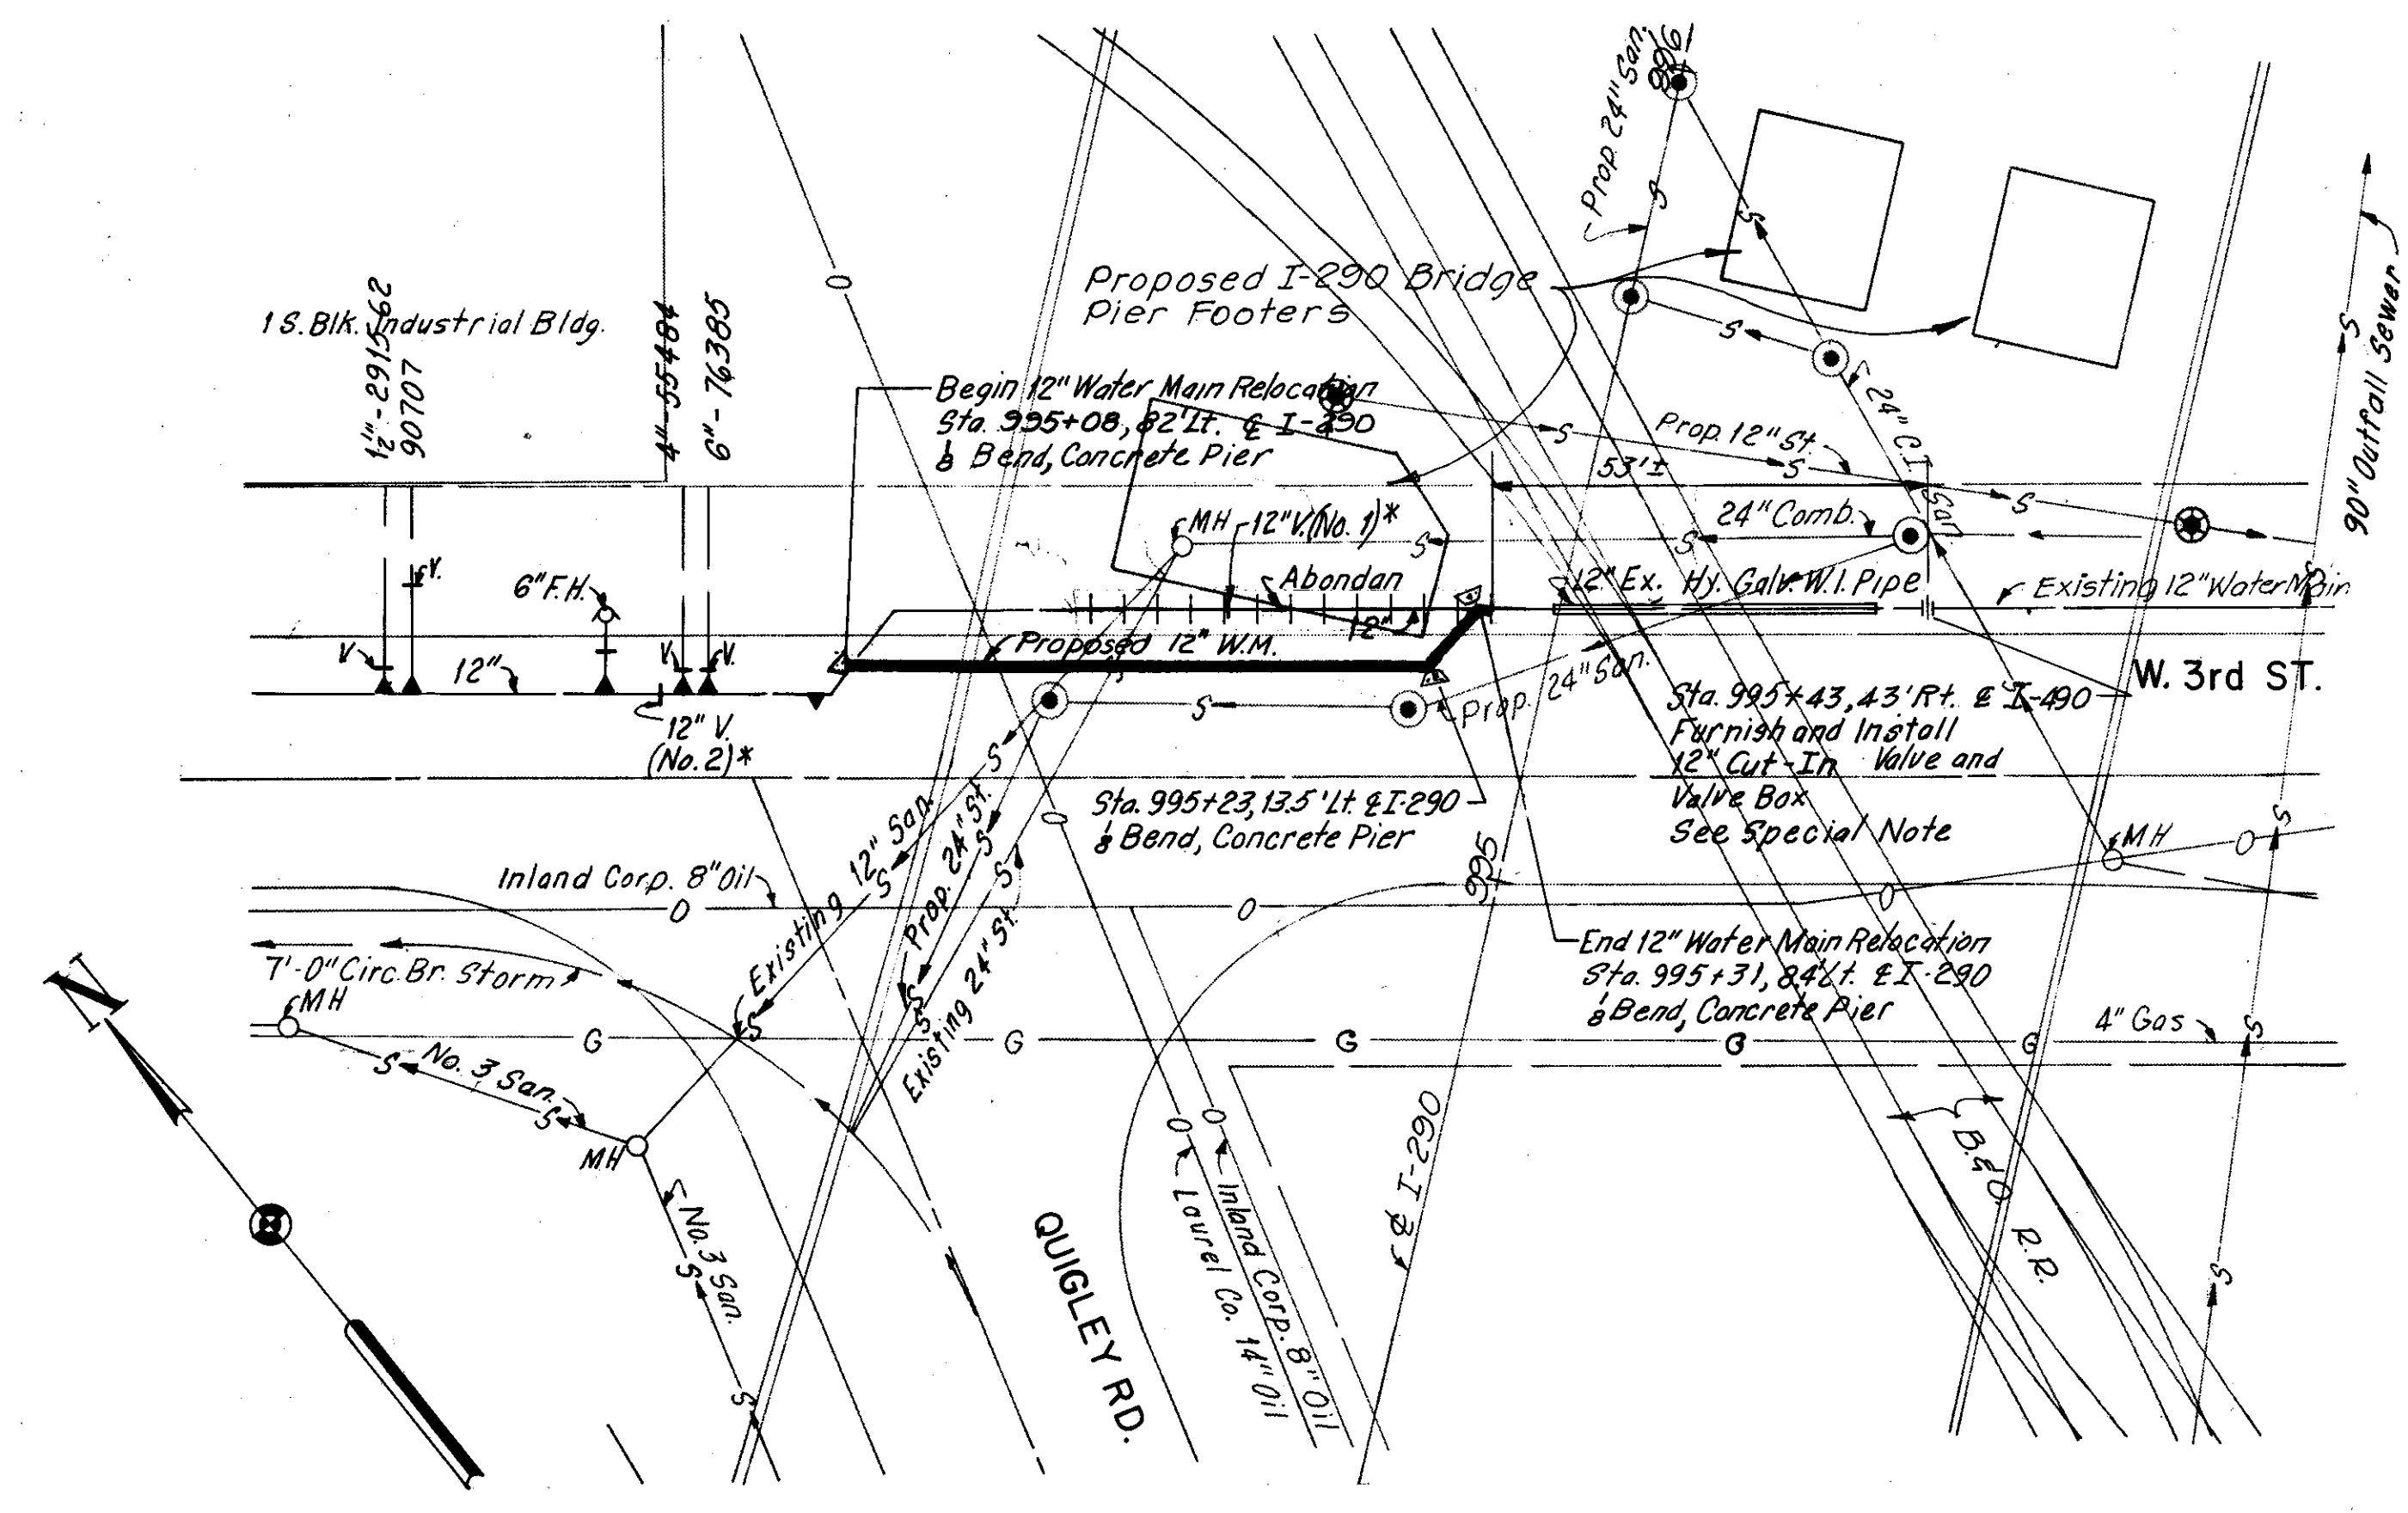 Prop. 24" San.
996
1 S. Blk. Industrial Bldg.
1½"-2915562
90707
4"-55484
6"-76385
O
Proposed I-290 Bridge
Pier Footers
S
S
S
S
24" C.I.
San.
90" Outfall Sewer
S
Begin 12" Water Main Relocation
Sta. 995+08, 82' Lt. ℄ I-290
⅛ Bend, Concrete Pier
S
Prop. 12" St.
S
53'±
S
MH
12" V. (No. 1)*
S
24" Comb.
S
V.
6" F.H.
Abondan
12" Ex. Hy. Galv. W.I. Pipe
Existing 12" Water Main
S
12"
Proposed 12" W.M.
V
12"
V.
V.
12" V.
(No. 2)*
S
Prop. 24" San.
W. 3rd ST.
Sta. 995+43, 43' Rt. ℄ I-490
Furnish and Install
12" Cut-In Valve and
Valve Box
See Special Note
Sta. 995+23, 13.5' Lt. ℄ I-290
⅛ Bend, Concrete Pier
995
MH
O
S
S
S
Existing 12" San.
S
Prop. 24" St.
S
S
S
Existing 24" St.
S
S
Inland Corp. 8" Oil
O
O
O
O
End 12" Water Main Relocation
Sta. 995+31, 84' Lt. ℄ I-290
⅛ Bend, Concrete Pier
7'-0" Circ. Br. Storm
MH
N
G
G
G
G
G
4" Gas
S
S
No. 3 San.
S
MH
No. 3 San.
S
S
QUIGLEY RD.
O
O
Laurel Co. 14" Oil
Inland Corp. 8" Oil
℄ I-290
B.&O. R.R.
S